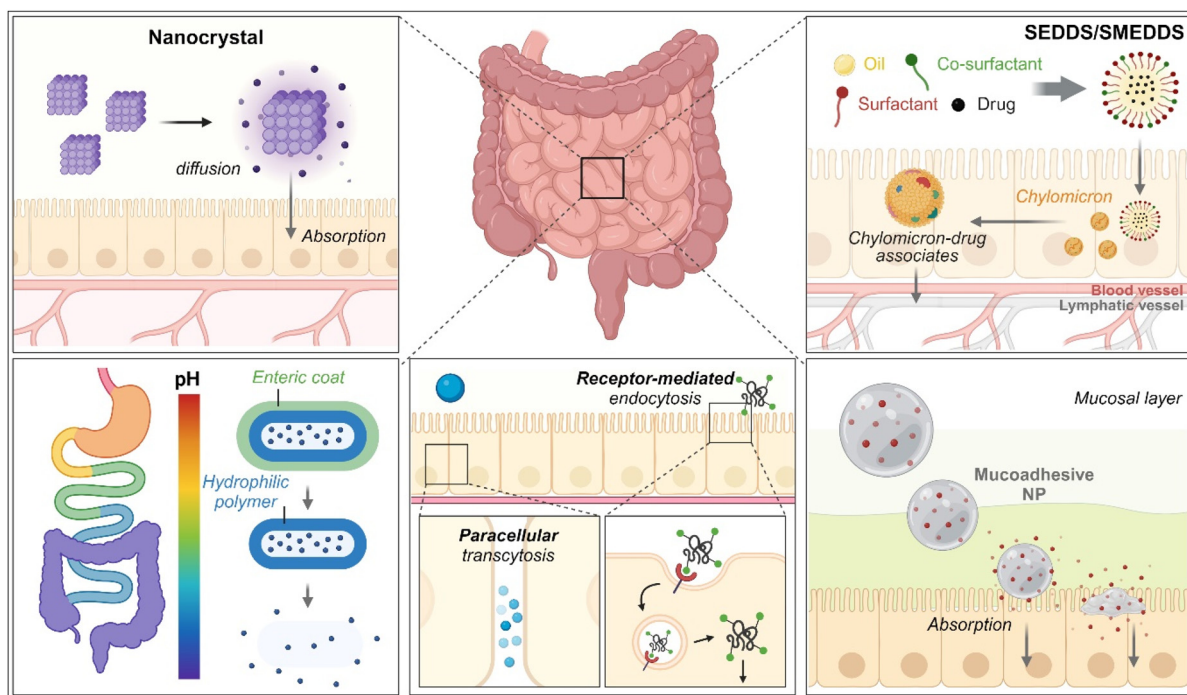 Nanocrystal
diffusion
Absorption
SEDDS/SMEDDS
Oil
Co-surfactant
Surfactant
Drug
Chylomicron
Chylomicron-drug
associates
Blood vessel
Lymphatic vessel
pH
Enteric coat
Hydrophilic
polymer
Receptor-mediated
endocytosis
Paracellular
transcytosis
Mucosal layer
Mucoadhesive
NP
Absorption